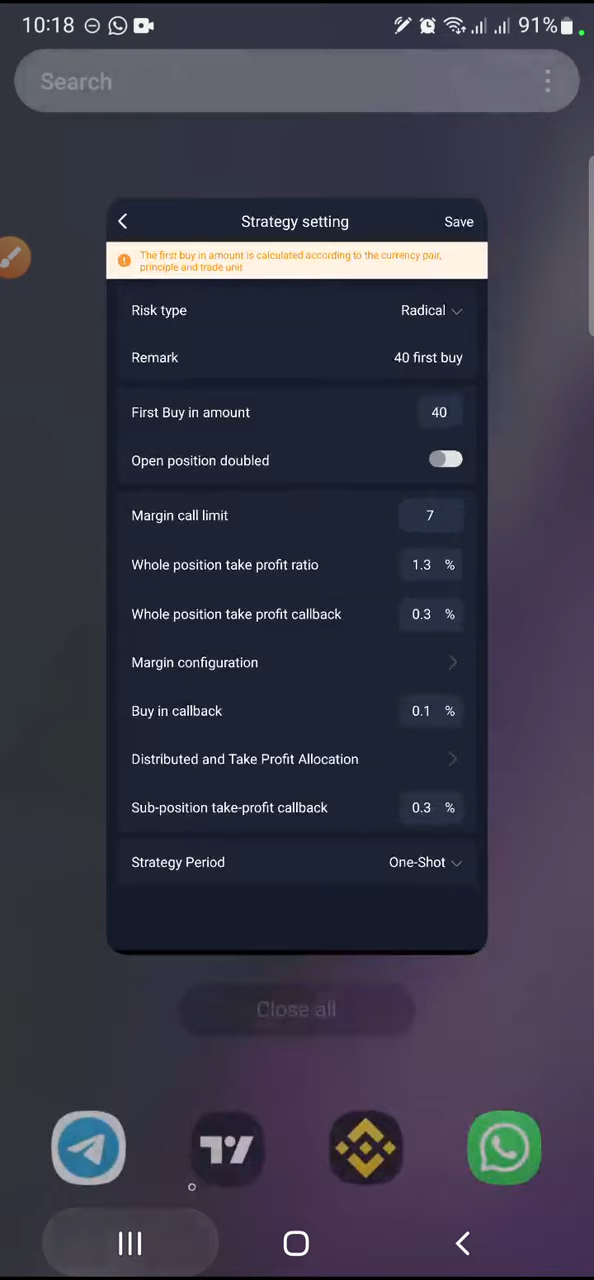 10:18 91%
Search
Strategy setting Save
The first buy in amount is calculated according to the currency pair,
principle and trade unit
Risk type Radical
Remark 40 first buy
First Buy in amount 40
Open position doubled
Margin call limit 7
Whole position take profit ratio 1.3 %
Whole position take profit callback 0.3 %
Margin configuration
Buy in callback 0.1 %
Distributed and Take Profit Allocation
Sub-position take-profit callback 0.3 %
Strategy Period One-Shot
Close all